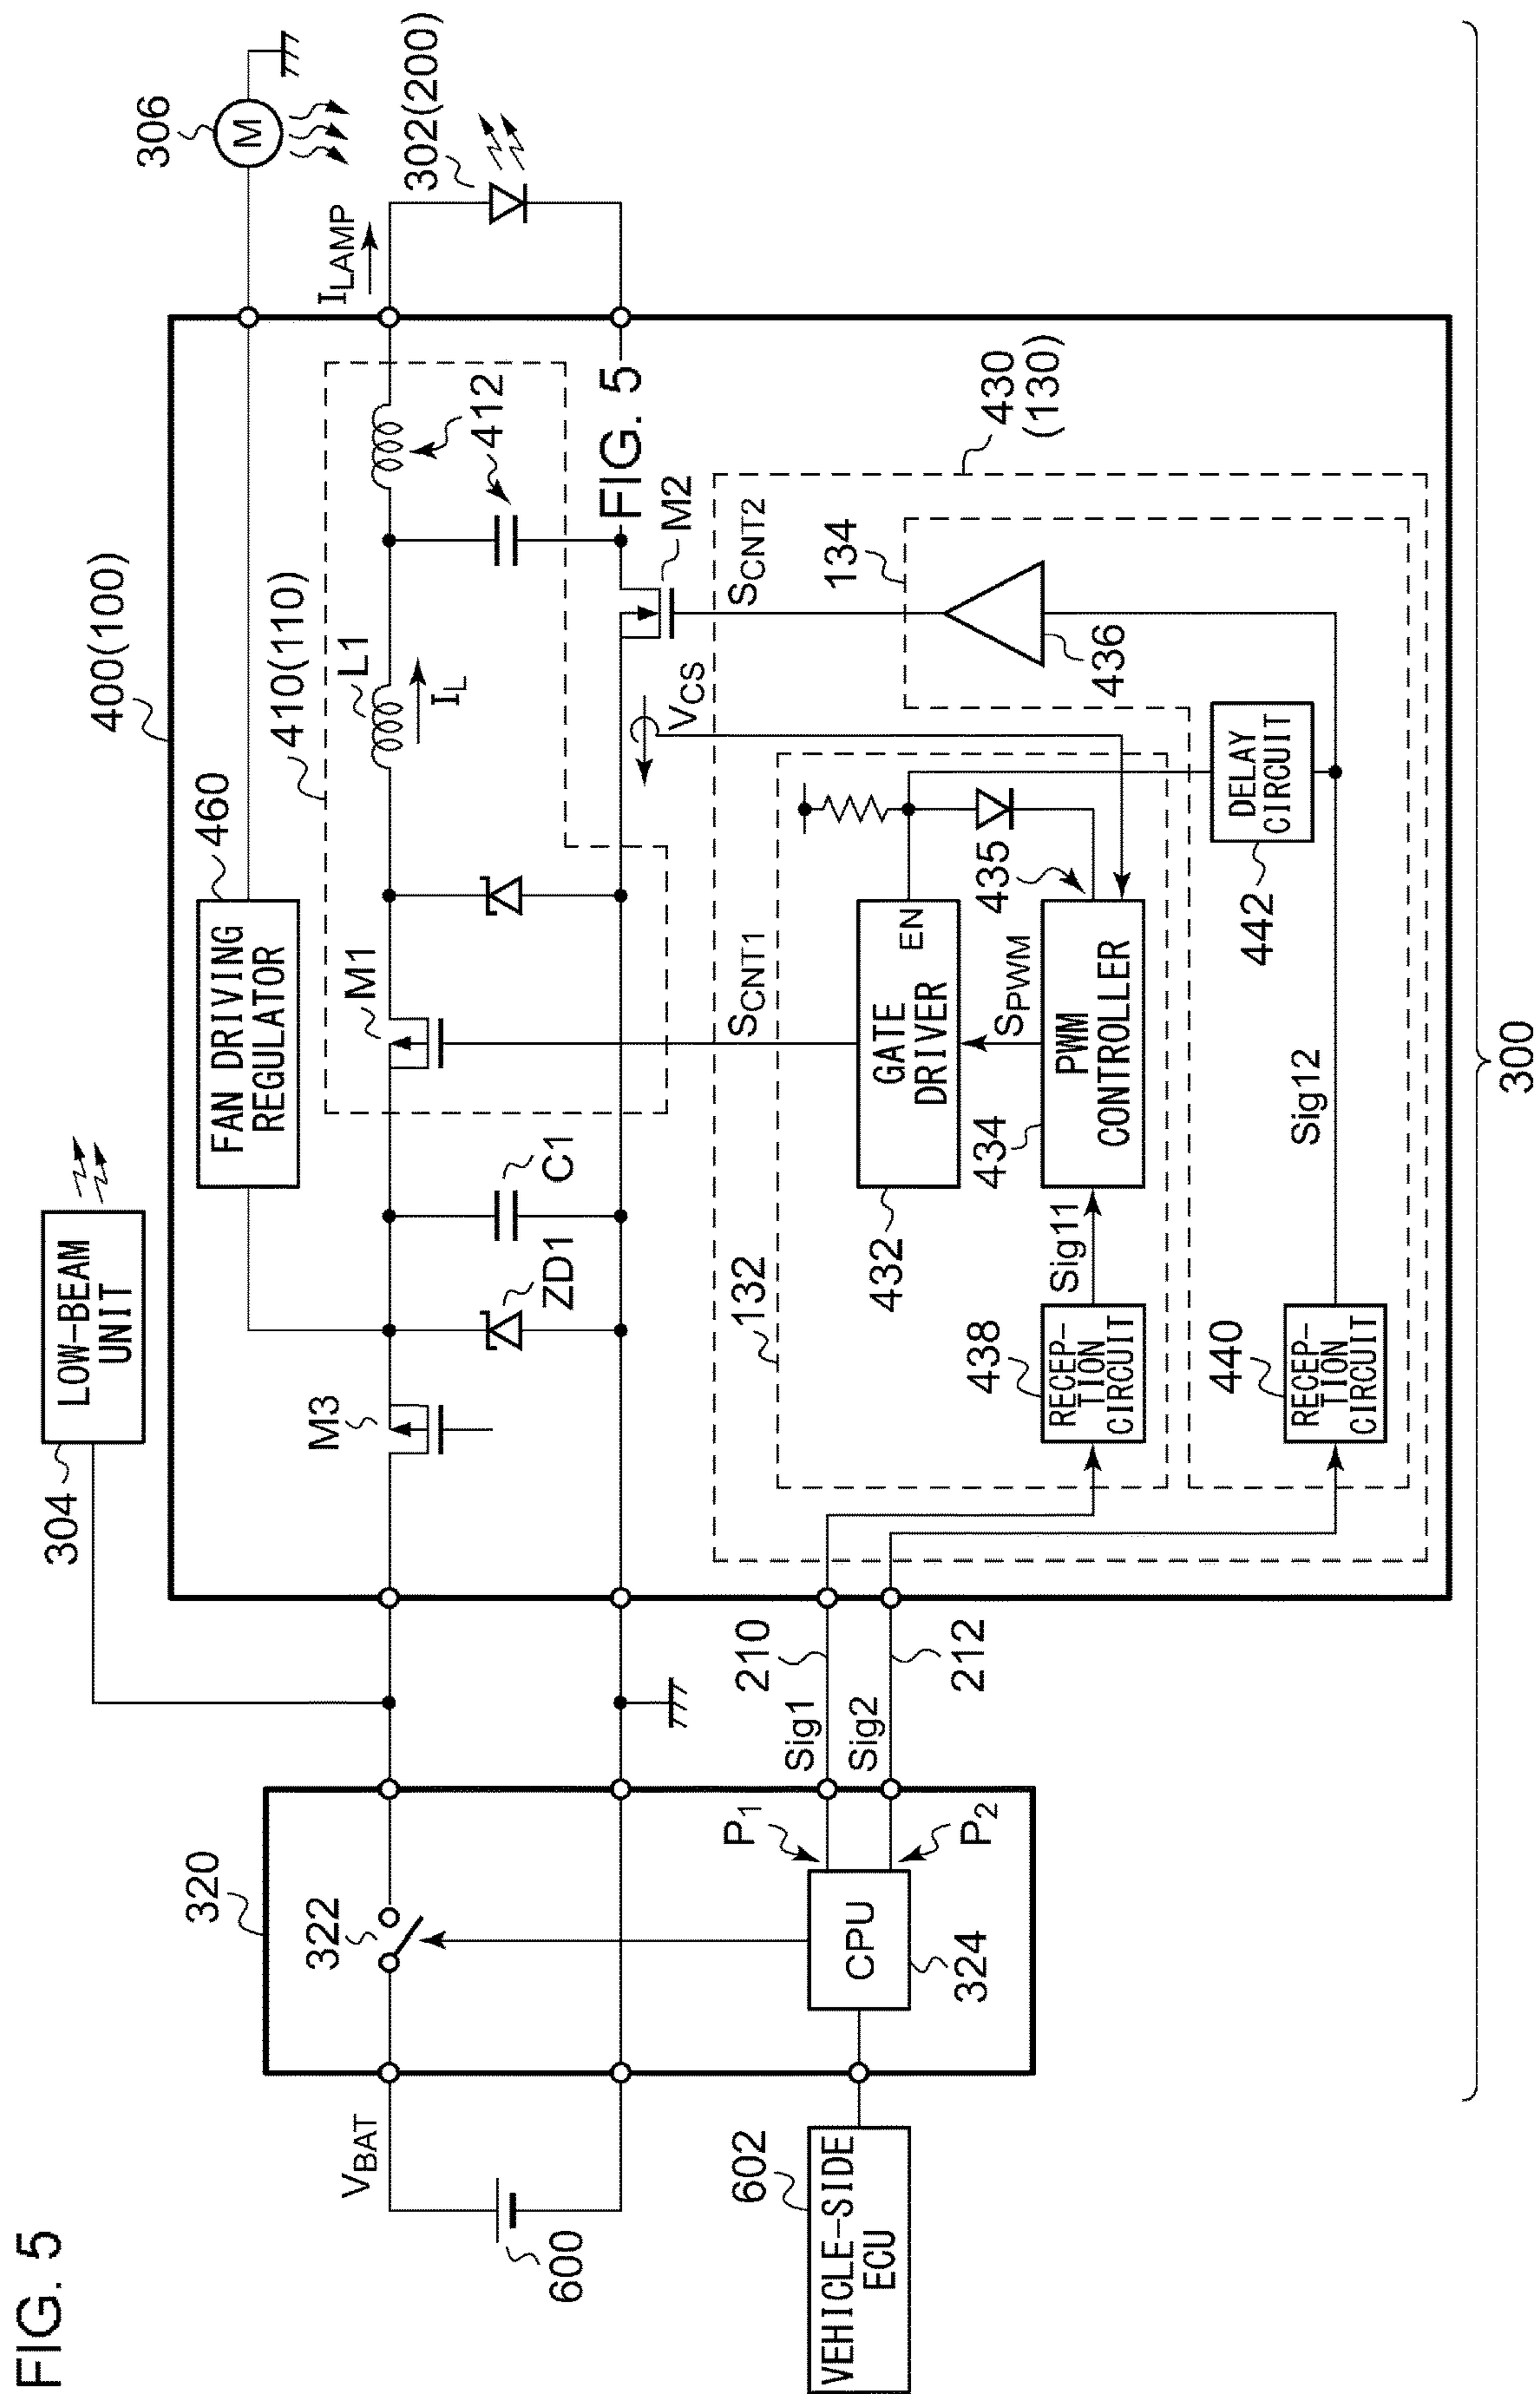 FIG. 5
300
304
LOW-BEAM
UNIT
400(100)
460
FAN DRIVING
REGULATOR
306
M
320
322
VBAT
600
M3
ZD1
C1
M1
410(110)
L1
IL
412
ILAMP
302(200)
FIG. 5
M2
VCS
SCNT1
SCNT2
430
(130)
602
VEHICLE-SIDE
ECU
CPU
324
P1
P2
Sig1
Sig2
210
212
132
432
GATE
DRIVER
EN
SPWM
435
434
PWM
CONTROLLER
438
RECEP-
TION
CIRCUIT
Sig11
134
436
442
DELAY
CIRCUIT
440
RECEP-
TION
CIRCUIT
Sig12